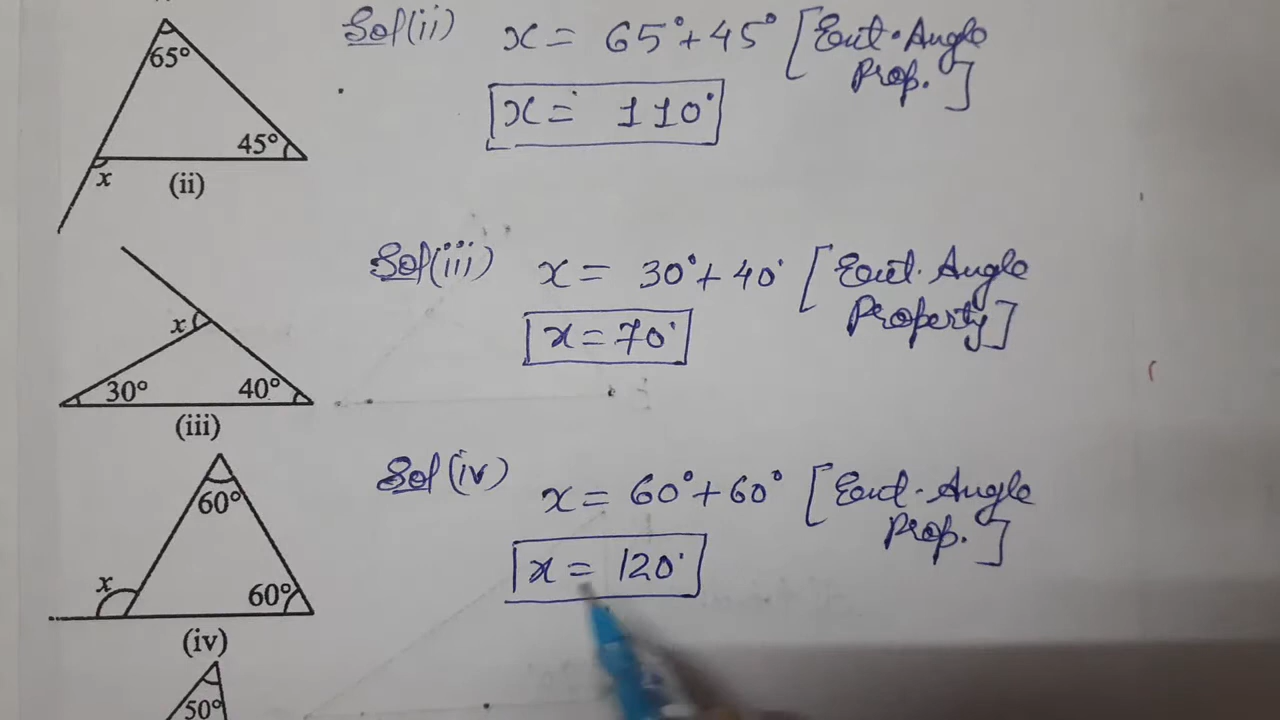 65°
45°
x
(ii)
Sol(ii) x = 65° + 45° [Ext. Angle
Prop.]
x = 110°
x
30°
40°
(iii)
Sol(iii) x = 30° + 40° [Ext. Angle
Property]
x = 70°
60°
x
60°
(iv)
Sol(iv) x = 60° + 60° [Ext. Angle
Prop.]
x = 120°
50°